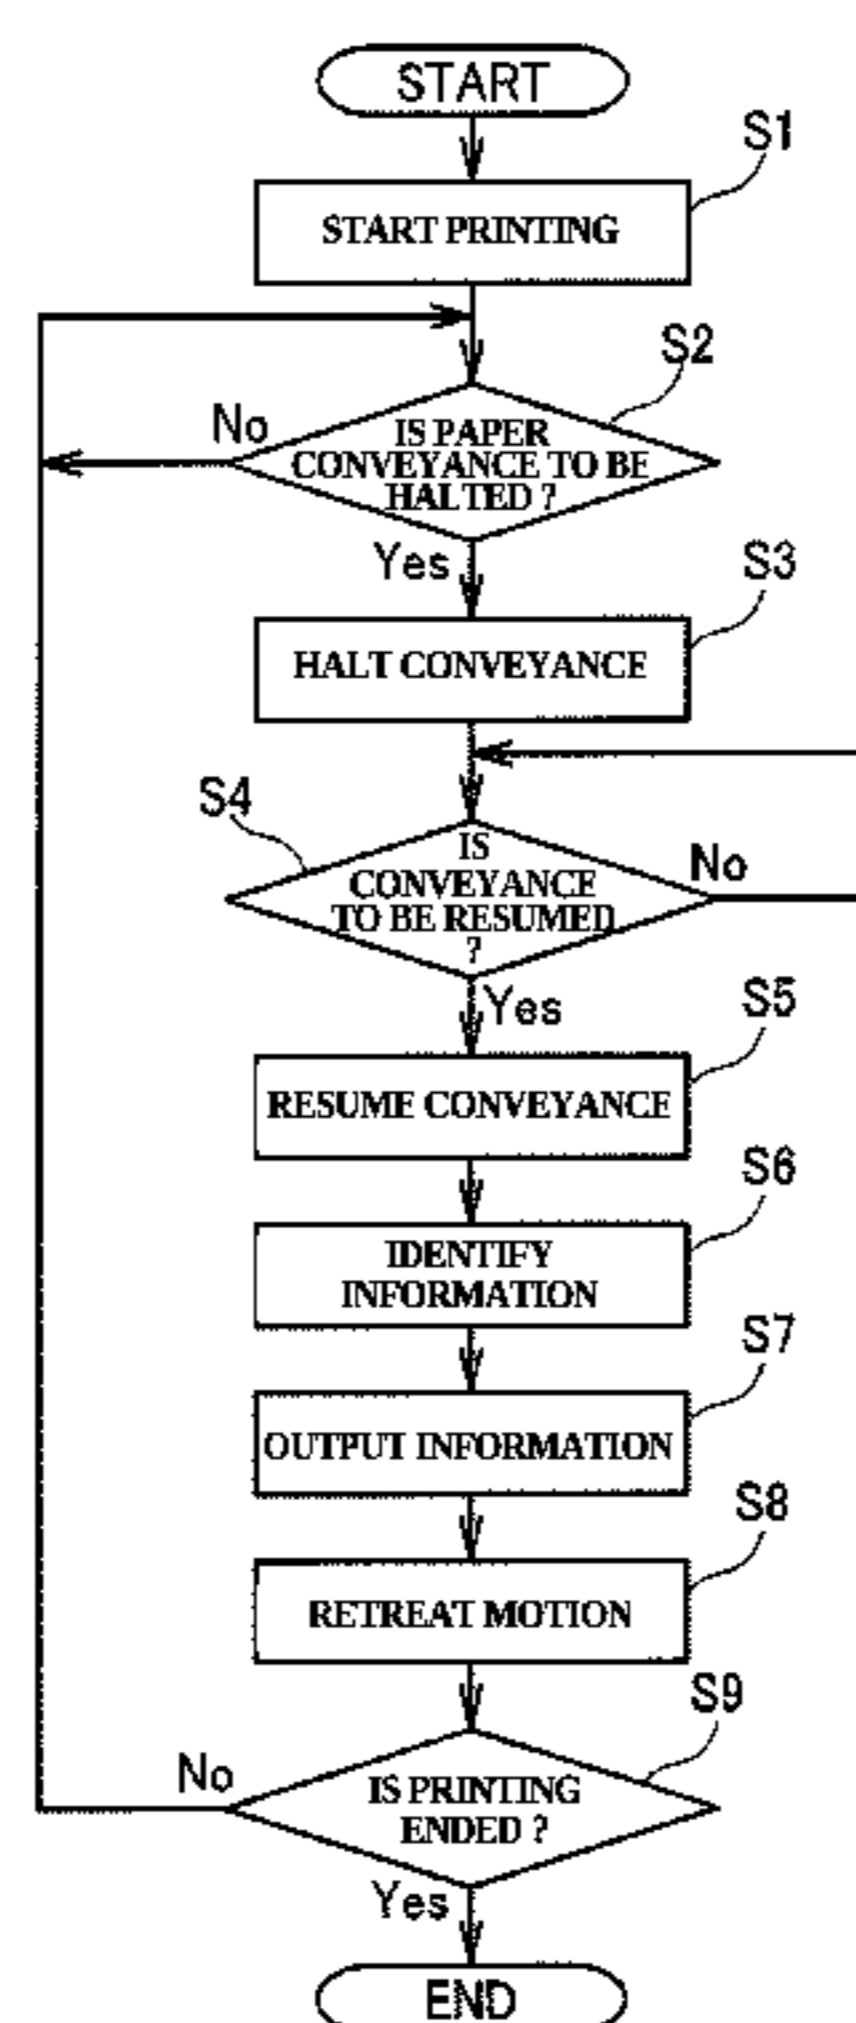 START
S1
START PRINTING
S2
No
IS PAPER
CONVEYANCE TO BE
HALTED ?
Yes
S3
HALT CONVEYANCE
S4
IS
CONVEYANCE
TO BE RESUMED
?
No
Yes
S5
RESUME CONVEYANCE
S6
IDENTIFY
INFORMATION
S7
OUTPUT INFORMATION
S8
RETREAT MOTION
S9
No
IS PRINTING
ENDED ?
Yes
END